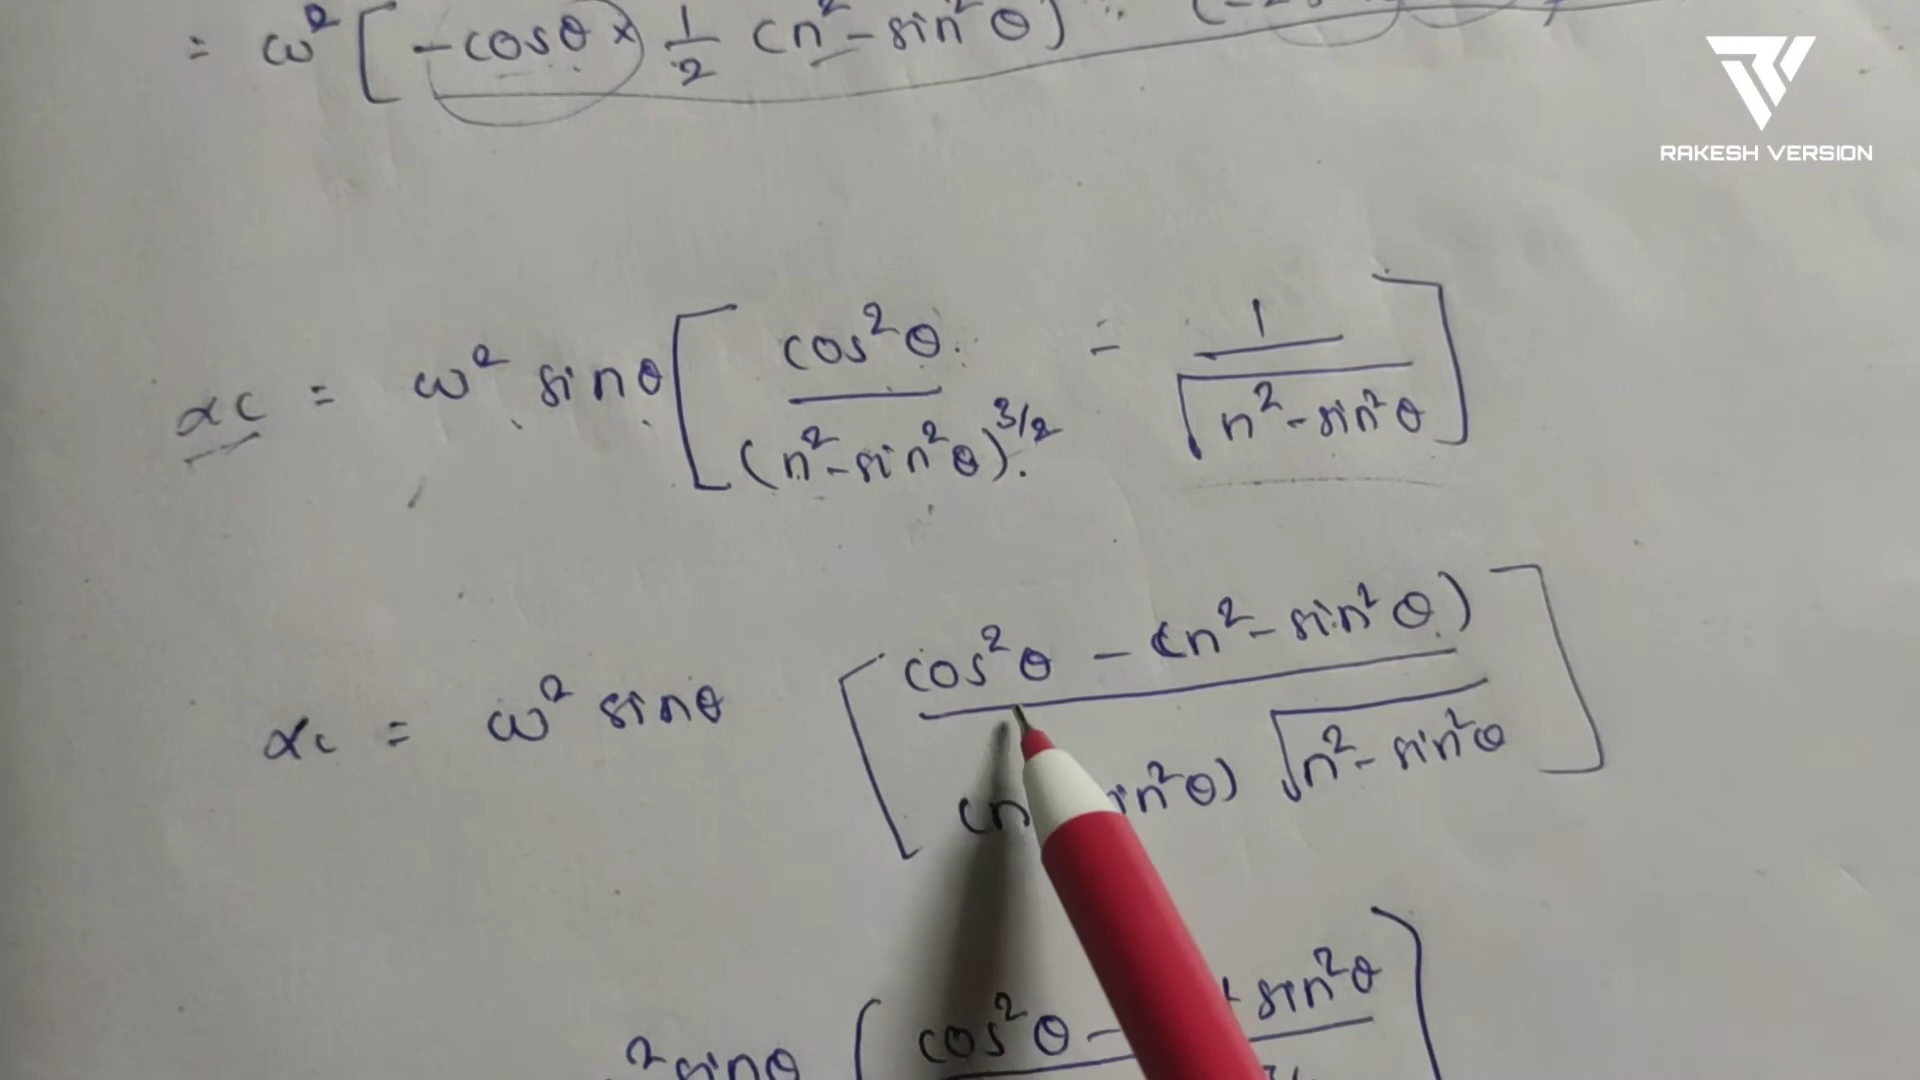 = ω² [ -cosθ × 1/2 (n² - sin²θ)
RAKESH VERSION
αc = ω² sinθ [ cos²θ / (n² - sin²θ)^3/2 - 1 / √(n² - sin²θ) ]
αc = ω² sinθ [ cos²θ - (n² - sin²θ) / (n sin²θ) √(n² - sin²θ) ]
² sinθ ( cos²θ - + sin²θ )